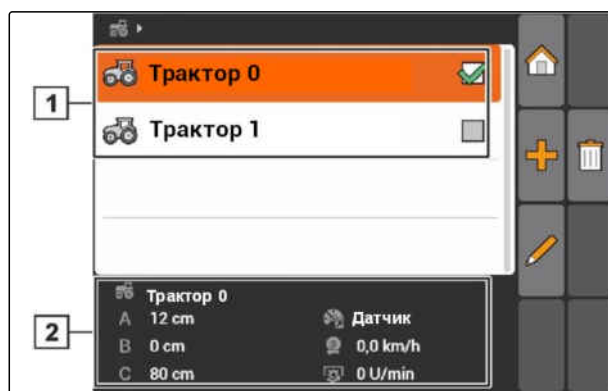 Трактор 0
1
Трактор 1
Трактор 0
A 12 cm Датчик
2
B 0 cm 0,0 km/h
C 80 cm 0 U/min